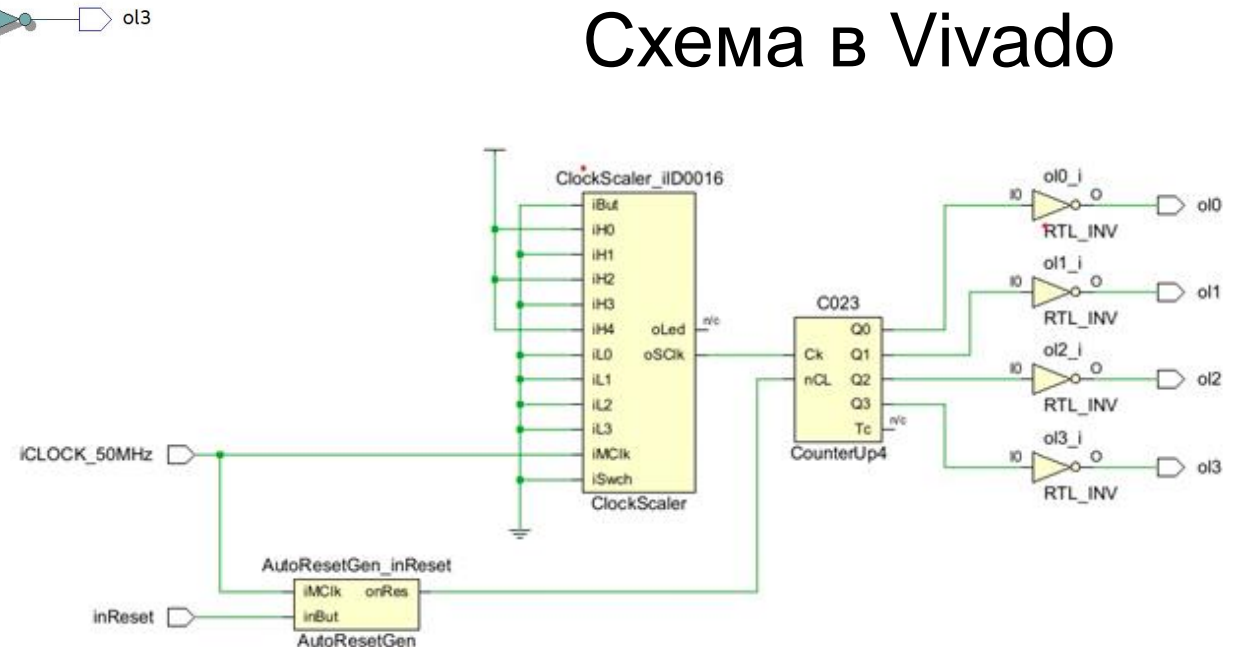 ol3
Схема в Vivado
ClockScaler_iID0016
iBut
iH0
iH1
iH2
iH3
iH4
iL0
iL1
iL2
iL3
iMClk
iSwch
oLed
n/c
oSClk
ClockScaler
C023
Ck
nCL
Q0
Q1
Q2
Q3
Tc
n/c
CounterUp4
ol0_i
I0
O
RTL_INV
ol0
ol1_i
I0
O
RTL_INV
ol1
ol2_i
I0
O
RTL_INV
ol2
ol3_i
I0
O
RTL_INV
ol3
iCLOCK_50MHz
AutoResetGen_inReset
iMClk
onRes
inBut
AutoResetGen
inReset